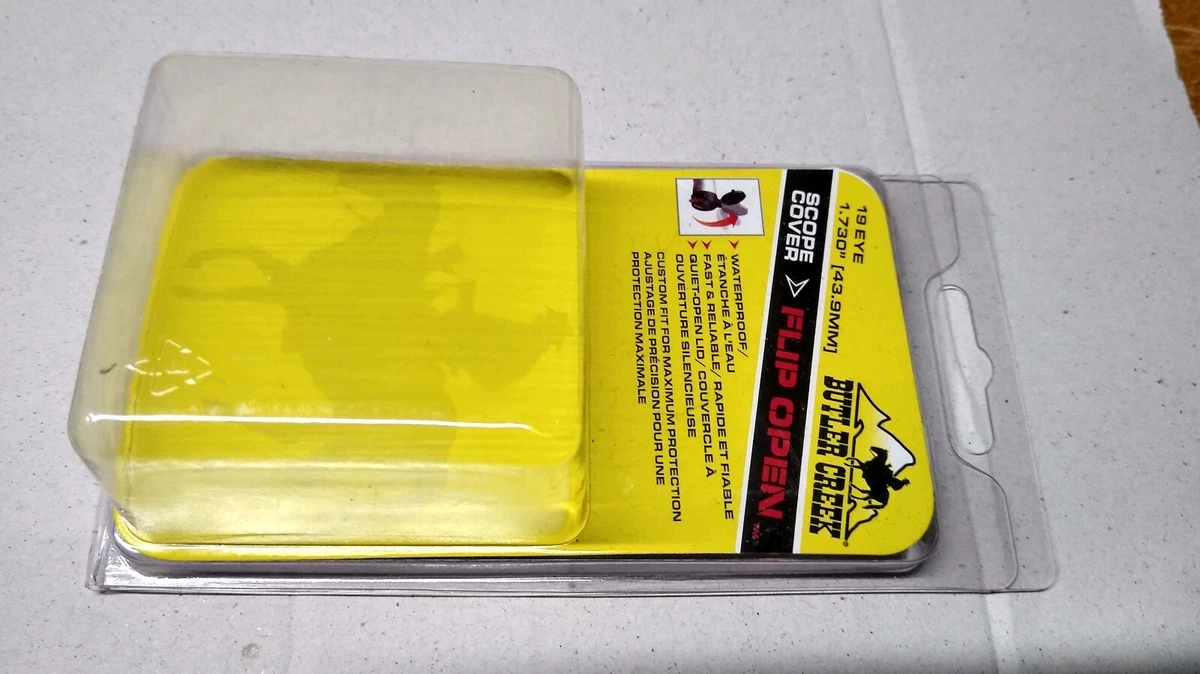 BUTLER CREEK®
19 EYE
1.730" [43.9MM]
SCOPE
COVER
FLIP OPEN™
WATERPROOF/
ÉTANCHE À L'EAU
FAST & RELIABLE/ RAPIDE ET FIABLE
QUIET-OPEN LID/ COUVERCLE À
OUVERTURE SILENCIEUSE
CUSTOM FIT FOR MAXIMUM PROTECTION
AJUSTAGE DE PRÉCISION POUR UNE
PROTECTION MAXIMALE